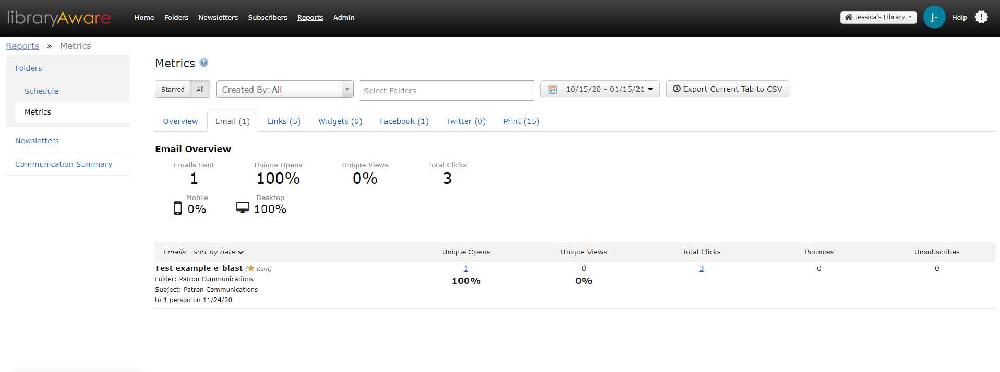 libraryAware™ Home Folders Newsletters Subscribers Reports Admin Jessica's Library J- Help
Reports » Metrics
Folders
Schedule
Metrics
Newsletters
Communication Summary
Metrics ?
Starred All Created By: All Select Folders 10/15/20 - 01/15/21 Export Current Tab to CSV
Overview Email (1) Links (5) Widgets (0) Facebook (1) Twitter (0) Print (15)
Email Overview
Emails Sent Unique Opens Unique Views Total Clicks
1 100% 0% 3
Mobile Desktop
0% 100%
Emails - sort by date Unique Opens Unique Views Total Clicks Bounces Unsubscribes
Test example e-blast (★ item) 1 0 3 0 0
Folder: Patron Communications 100% 0%
Subject: Patron Communications
to 1 person on 11/24/20